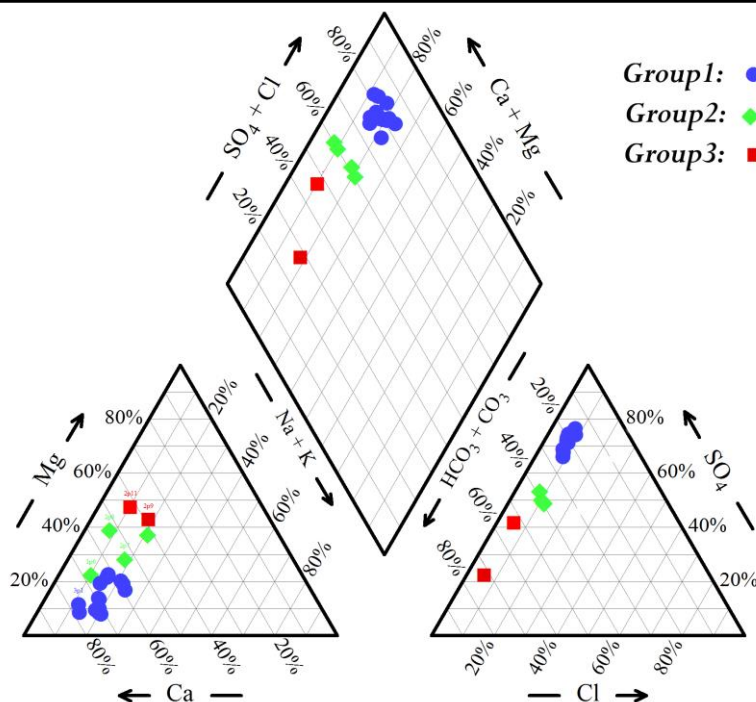 80%
80%
SO₄ + Cl
Ca + Mg
60%
60%
40%
40%
20%
20%
Group1:
Group2:
Group3:
Mg
Na + K
HCO₃ + CO₃
SO₄
20%
40%
60%
80%
80%
60%
40%
20%
20%
40%
60%
80%
80%
60%
40%
20%
80%
60%
40%
20%
Ca
20%
40%
60%
80%
Cl